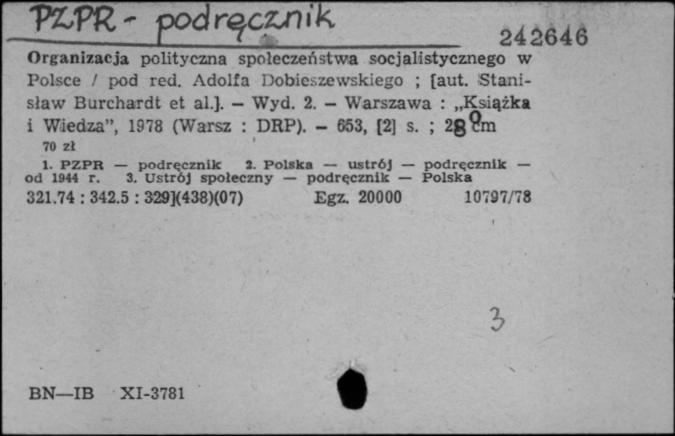 PZPR - podręcznik
242646
Organizacja polityczna społeczeństwa socjalistycznego w
Polsce / pod red. Adolfa Dobieszewskiego ; [aut. Stani-
sław Burchardt et al.]. — Wyd. 2. — Warszawa : „Książka
i Wiedza”, 1978 (Warsz : DRP). — 653, [2] s. ; cm
70 zł
1. PZPR — podręcznik 2. Polska — ustrój — podręcznik —
od 1944 r. 3. Ustrój społeczny — podręcznik — Polska
321.74 : 342.5 : 329](438)(07) Egz. 20000 10797/78
3
BN—IB XI-3781